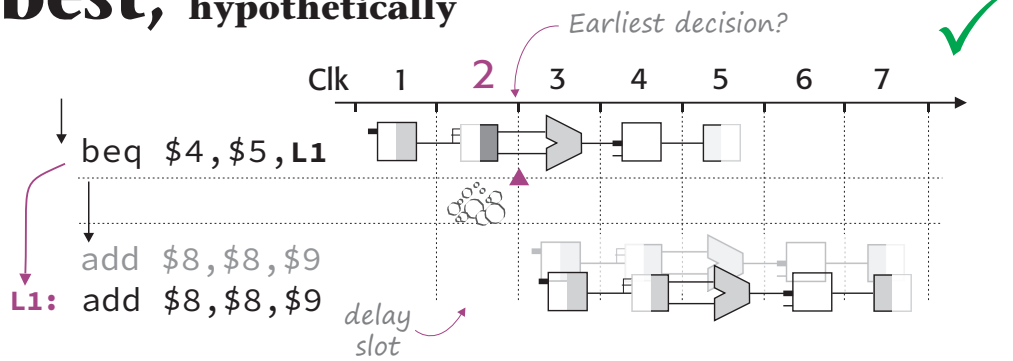 best, hypothetically
Earliest decision?
Clk 1 2 3 4 5 6 7
beq $4,$5,L1
add $8,$8,$9
L1: add $8,$8,$9
delay
slot